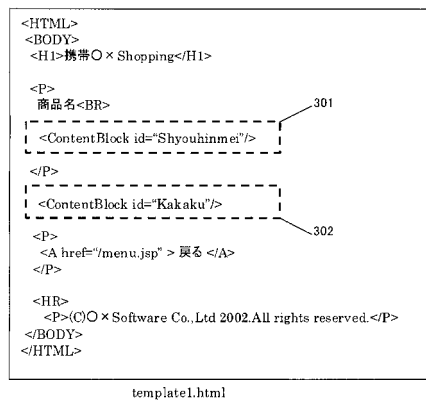 <HTML>
<BODY>
<H1>携帯〇×Shopping</H1>
<P>
商品名<BR>
301
<ContentBlock id="Shyouhinmei"/>
</P>
<ContentBlock id="Kakaku"/>
302
<P>
<A href="/menu.jsp" > 戻る </A>
</P>
<HR>
<P>(C)〇×Software Co.,Ltd 2002.All rights reserved.</P>
</BODY>
</HTML>
template1.html